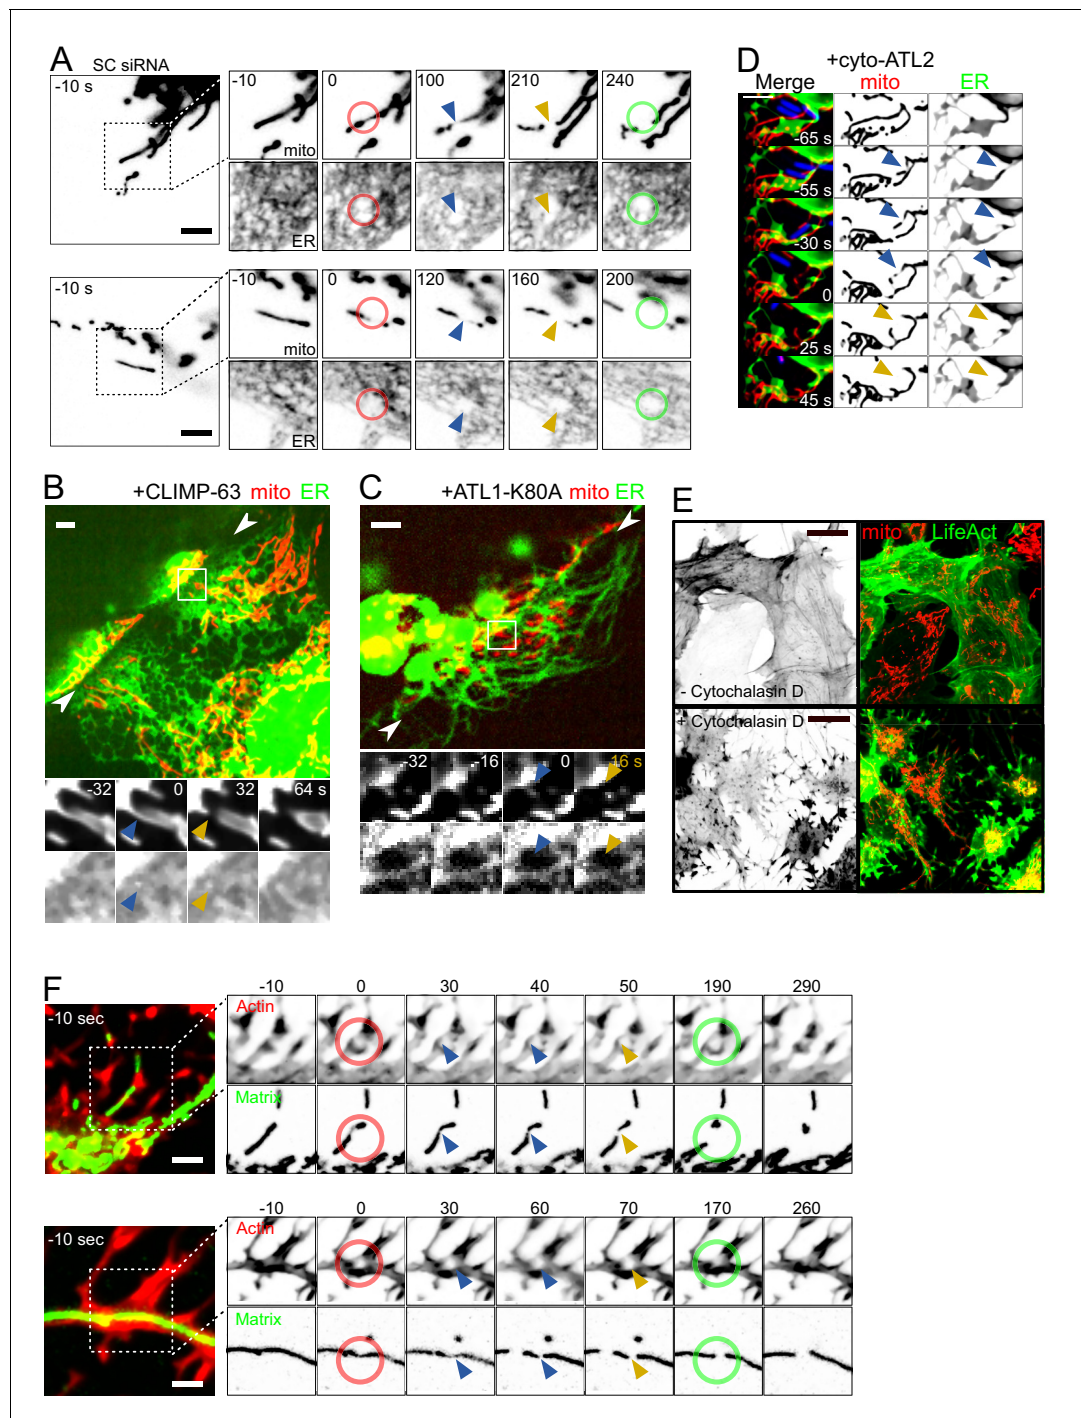 A
SC siRNA
-10 s
-10
0
100
210
240
mito
ER
-10 s
-10
0
120
160
200
mito
ER
B
+CLIMP-63 mito ER
-32
0
32
64 s
C
+ATL1-K80A mito ER
-32
-16
0
16 s
D
+cyto-ATL2
Merge mito ER
-65 s
-55 s
-30 s
0
25 s
45 s
E
mito LifeAct
- Cytochalasin D
+ Cytochalasin D
F
-10 sec
-10 0 30 40 50 190 290
Actin
Matrix
-10 sec
-10 0 30 60 70 170 260
Actin
Matrix